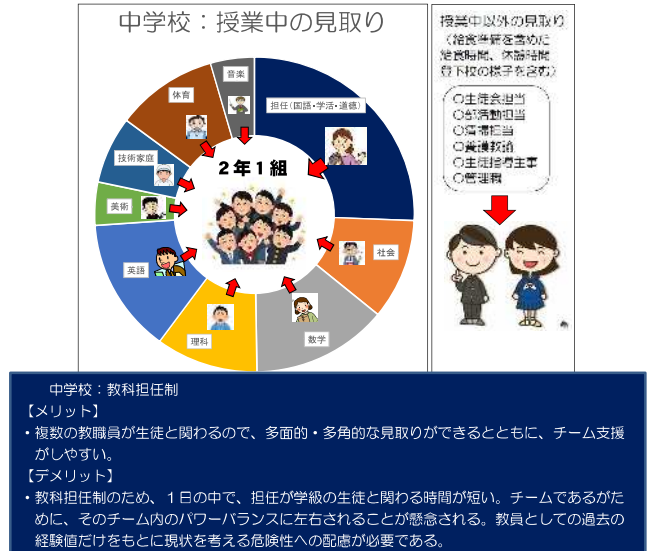 中学校：授業中の見取り
音楽
担任(国語・学活・道徳)
体育
技術家庭
美術
英語
理科
数学
社会
2年1組
授業中以外の見取り
（給食準備を含めた
給食時間、休憩時間
登下校の様子を含む）
○生徒会担当
○部活動担当
○清掃担当
○養護教諭
○生徒指導主事
○管理職
中学校：教科担任制
【メリット】
・複数の教職員が生徒と関わるので、多面的・多角的な見取りができるとともに、チーム支援
がしやすい。
【デメリット】
・教科担任制のため、１日の中で、担任が学級の生徒と関わる時間が短い。チームであるがた
めに、そのチーム内のパワーバランスに左右されることが懸念される。教員としての過去の
経験値だけをもとに現状を考える危険性への配慮が必要である。